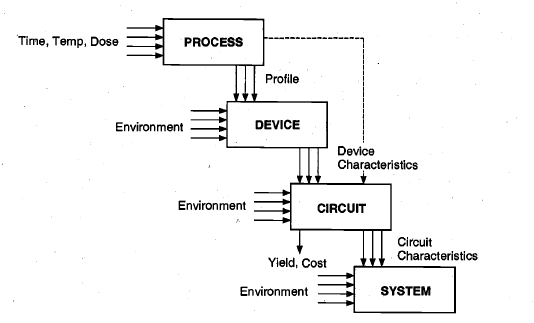 Time, Temp, Dose
PROCESS
Profile
Environment
DEVICE
Device
Characteristics
Environment
CIRCUIT
Yield, Cost
Circuit
Characteristics
Environment
SYSTEM